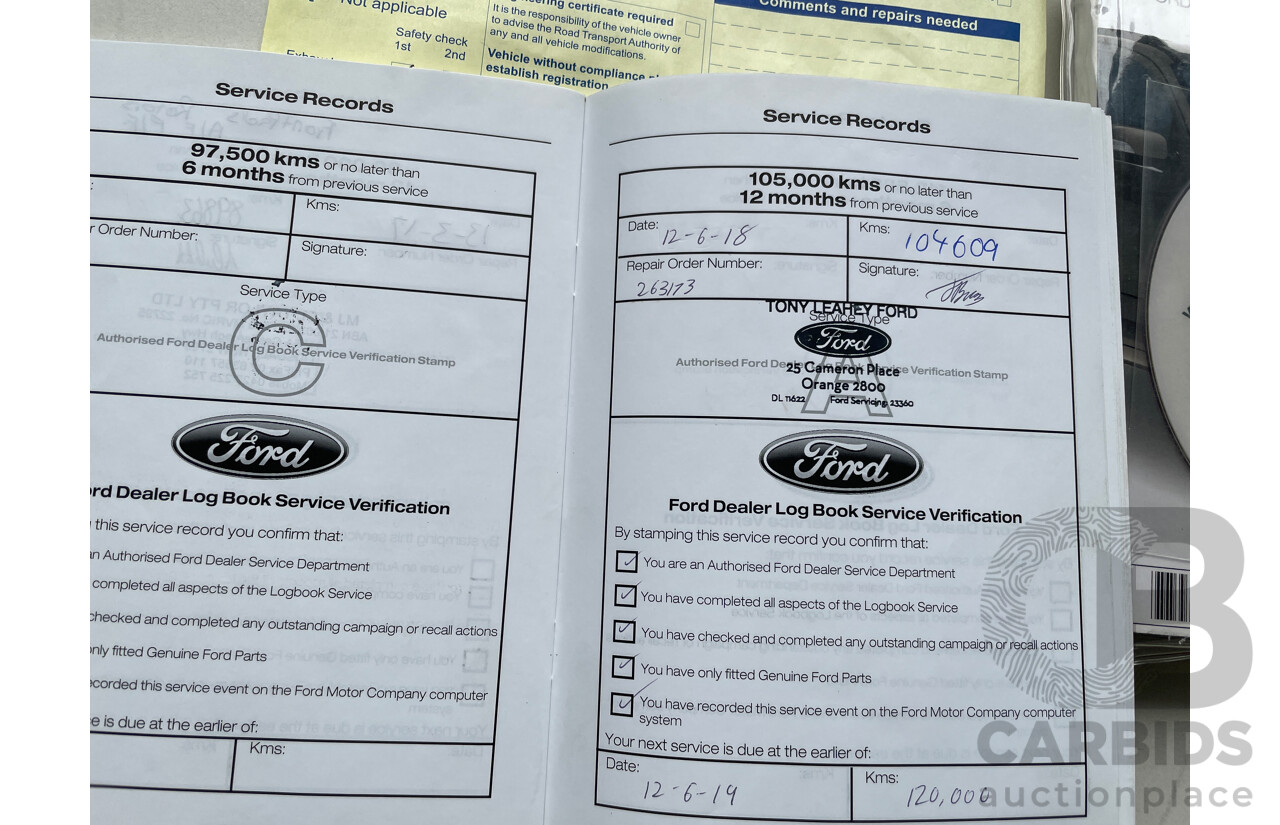 Not applicable
Safety check
1st 2nd
certificate required
It is the responsibility of the vehicle owner
to advise the Road Transport Authority of
any and all vehicle modifications.
Vehicle without compliance
establish registration
Comments and repairs needed
Service Records
97,500 kms or no later than
6 months from previous service
Kms:
Order Number:
Signature:
Service Type
C
Authorised Ford Dealer Log Book Service Verification Stamp
Ford
Dealer Log Book Service Verification
this service record you confirm that:
an Authorised Ford Dealer Service Department
completed all aspects of the Logbook Service
checked and completed any outstanding campaign or recall actions
only fitted Genuine Ford Parts
recorded this service event on the Ford Motor Company computer
is due at the earlier of:
Kms:
Service Records
105,000 kms or no later than
12 months from previous service
Date: 12-6-18
Kms: 104609
Repair Order Number: 263173
Signature:
TONY LEAHEY FORD
Service Type
Ford
A
Authorised Ford Dealer Service Verification Stamp
25 Cameron Place
Orange 2800
DL 11622 Ford Servicing 23360
Ford
Ford Dealer Log Book Service Verification
By stamping this service record you confirm that:
You are an Authorised Ford Dealer Service Department
You have completed all aspects of the Logbook Service
You have checked and completed any outstanding campaign or recall actions
You have only fitted Genuine Ford Parts
You have recorded this service event on the Ford Motor Company computer
system
Your next service is due at the earlier of:
Date: 12-6-19
Kms: 120,000
CARBIDS
auctionplace